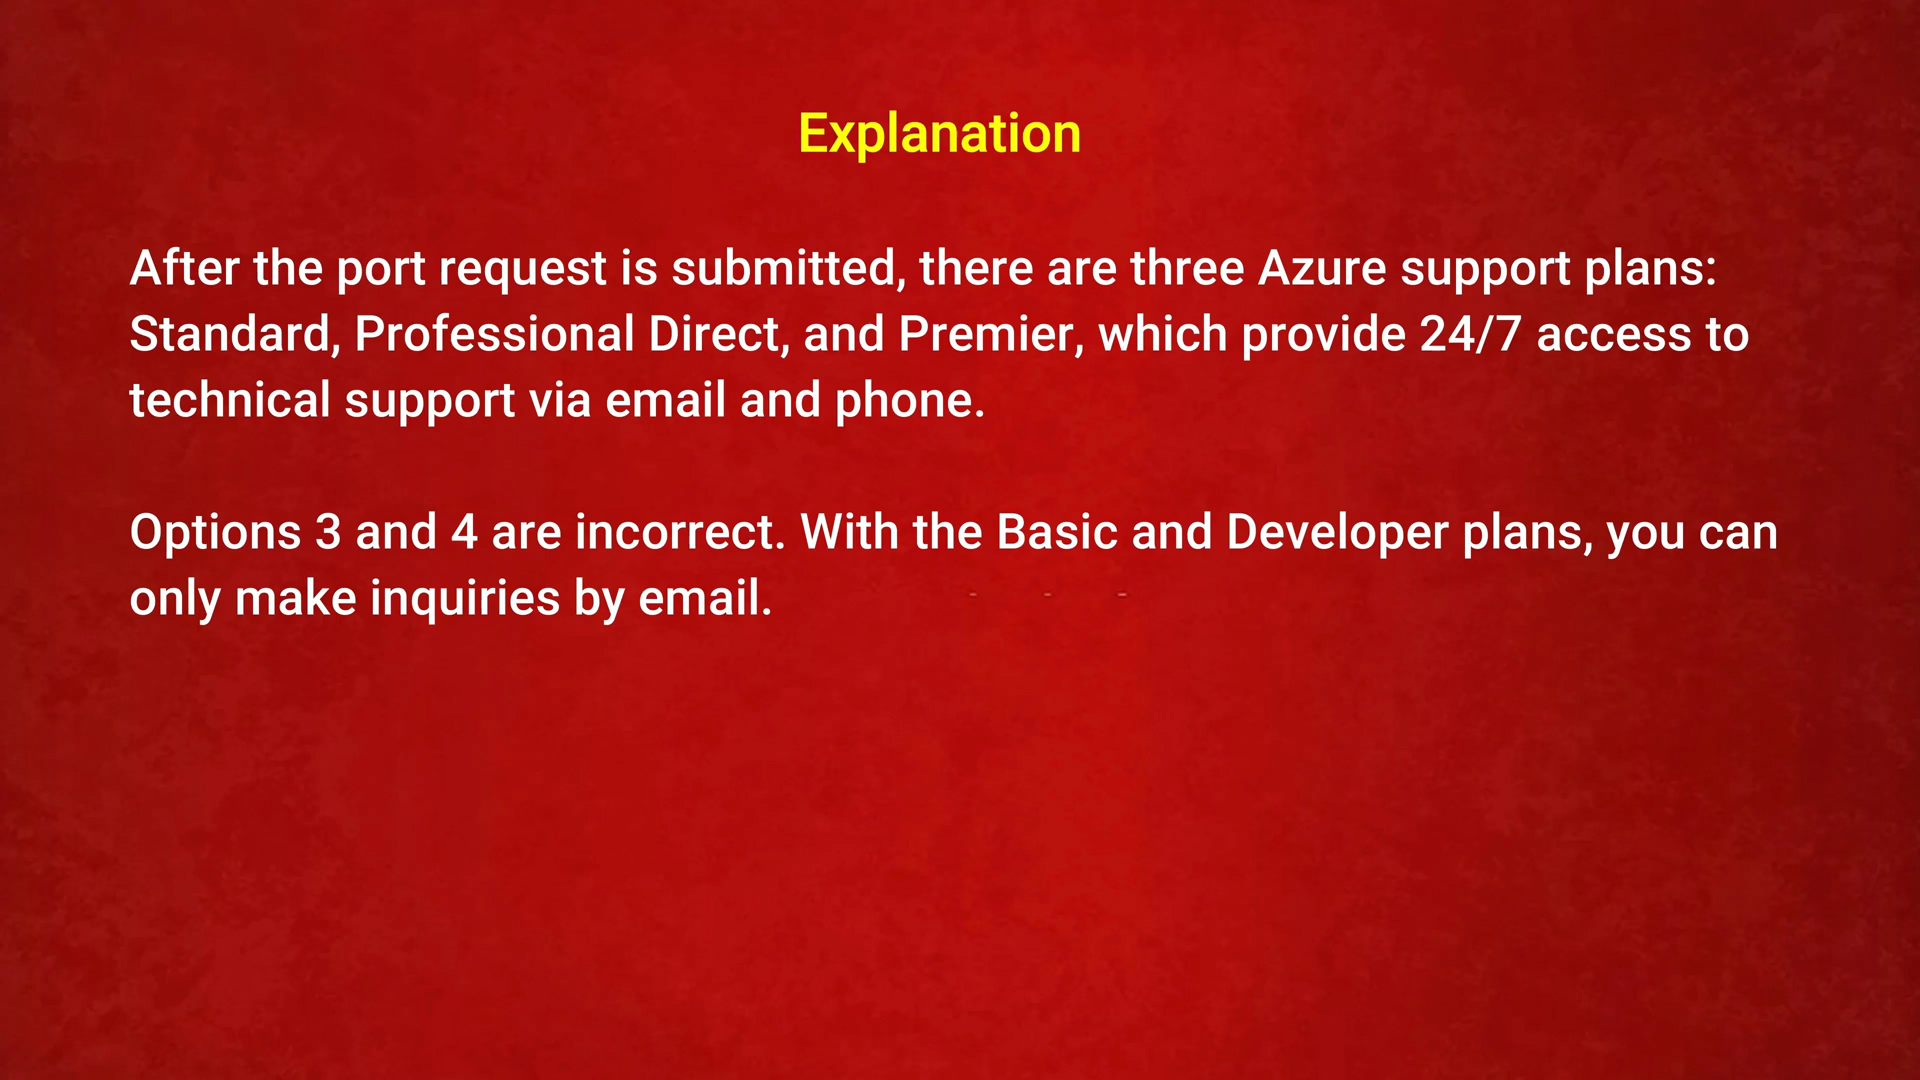 Explanation
After the port request is submitted, there are three Azure support plans:
Standard, Professional Direct, and Premier, which provide 24/7 access to
technical support via email and phone.
Options 3 and 4 are incorrect. With the Basic and Developer plans, you can
only make inquiries by email.